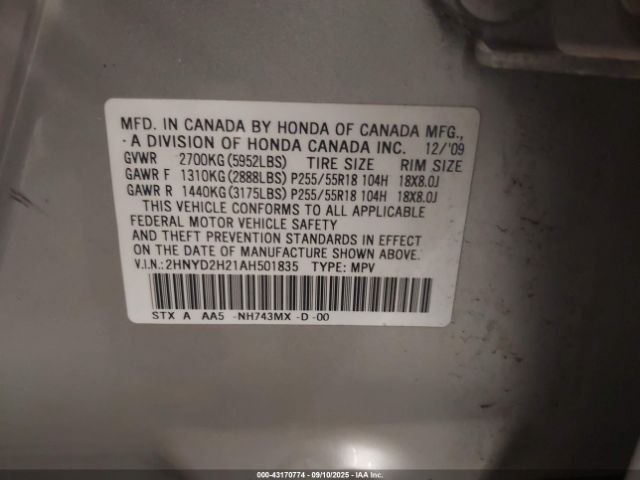 MFD. IN CANADA BY HONDA OF CANADA MFG.,
A DIVISION OF HONDA CANADA INC. 12/'09
GVWR 2700KG(5952LBS) TIRE SIZE RIM SIZE
GAWR F 1310KG(2888LBS)P255/55R18 104H 18X8.0J
GAWR R 1440KG(3175LBS)P255/55R18 104H 18X8.0J
THIS VEHICLE CONFORMS TO ALL APPLICABLE
FEDERAL MOTOR VEHICLE SAFETY
AND THEFT PREVENTION STANDARDS IN EFFECT
ON THE DATE OF MANUFACTURE SHOWN ABOVE.
V.I.N.:2HNYD2H21AH501835 TYPE: MPV
STX A AA5 -NH743MX -D -00
000-43170774 | 09/10/2025 | IAA Inc.